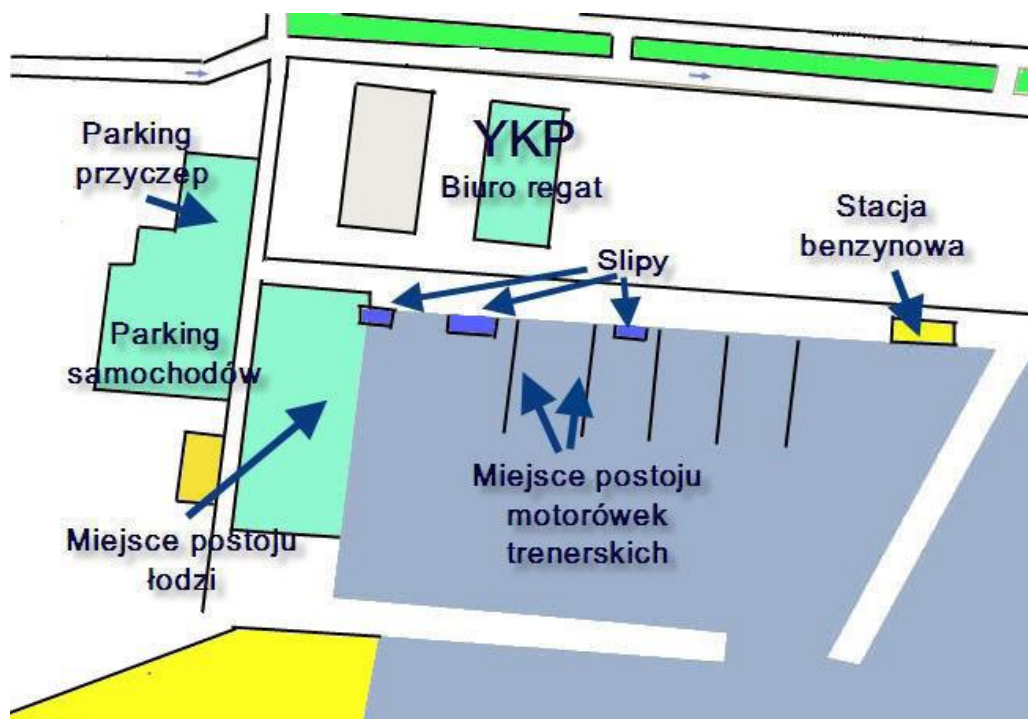 Parking
przyczep
YKP
Biuro regat
Stacja
benzynowa
Slipy
Parking
samochodów
Miejsce postoju
motorówek
trenerskich
Miejsce postoju
łodzi